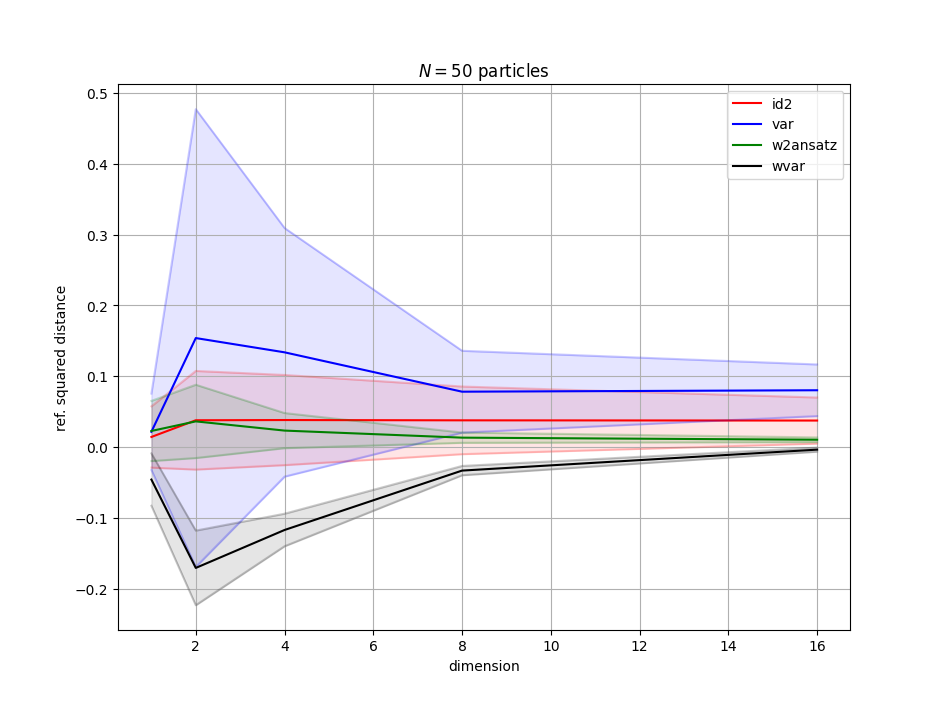 N = 50 particles
id2
var
w2ansatz
wvar
0.5
0.4
0.3
0.2
0.1
0.0
−0.1
−0.2
ref. squared distance
2 4 6 8 10 12 14 16
dimension